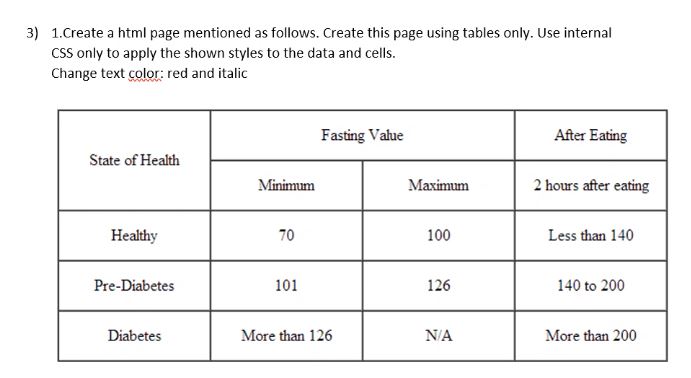 3) 1.Create a html page mentioned as follows. Create this page using tables only. Use internal
CSS only to apply the shown styles to the data and cells.
Change text color: red and italic
State of Health
Fasting Value
After Eating
Minimum
Maximum
2 hours after eating
Healthy
70
100
Less than 140
Pre-Diabetes
101
126
140 to 200
Diabetes
More than 126
N/A
More than 200